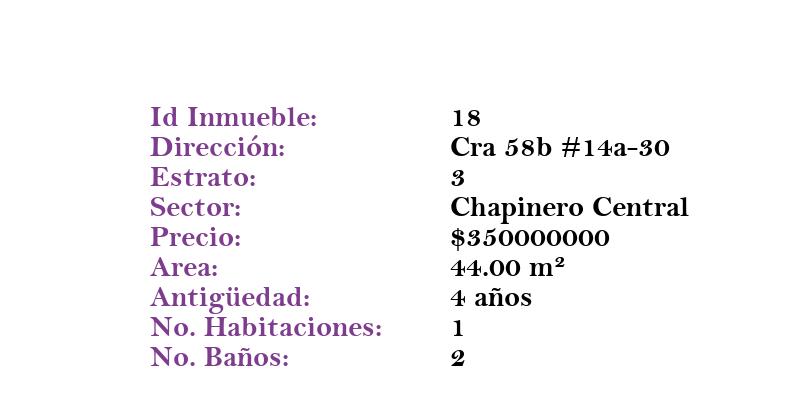 Id Inmueble: 18
Dirección: Cra 58b #14a-30
Estrato: 3
Sector: Chapinero Central
Precio: $350000000
Area: 44.00 m²
Antigüedad: 4 años
No. Habitaciones: 1
No. Baños: 2